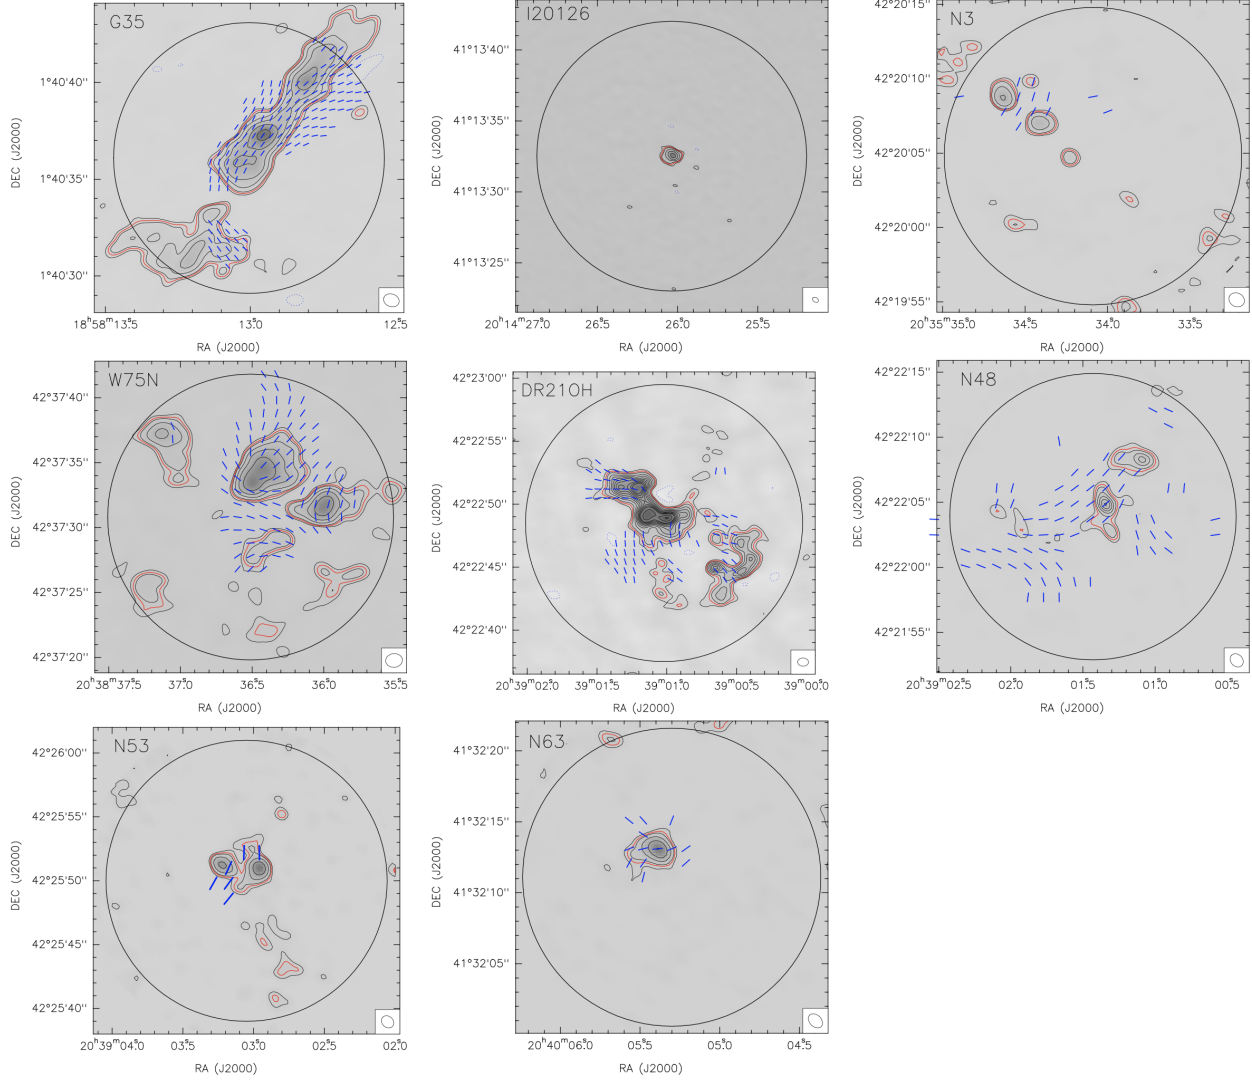 G35
1°40'40"
1°40'35"
1°40'30"
DEC (J2000)
18ʰ58ᵐ13ˢ.5
13ˢ.0
12ˢ.5
RA (J2000)
I20126
41°13'40"
41°13'35"
41°13'30"
41°13'25"
DEC (J2000)
20ʰ14ᵐ27ˢ.0
26ˢ.5
26ˢ.0
25ˢ.5
RA (J2000)
N3
42°20'15"
42°20'10"
42°20'05"
42°20'00"
42°19'55"
DEC (J2000)
20ʰ35ᵐ35ˢ.0
34ˢ.5
34ˢ.0
33ˢ.5
RA (J2000)
W75N
42°37'40"
42°37'35"
42°37'30"
42°37'25"
42°37'20"
DEC (J2000)
20ʰ38ᵐ37ˢ.5
37ˢ.0
36ˢ.5
36ˢ.0
35ˢ.5
RA (J2000)
DR21OH
42°23'00"
42°22'55"
42°22'50"
42°22'45"
42°22'40"
DEC (J2000)
20ʰ39ᵐ02ˢ.0
39ᵐ01ˢ.5
39ᵐ01ˢ.0
39ᵐ00ˢ.5
39ᵐ00ˢ.0
RA (J2000)
N48
42°22'15"
42°22'10"
42°22'05"
42°22'00"
42°21'55"
DEC (J2000)
20ʰ39ᵐ02ˢ.5
02ˢ.0
01ˢ.5
01ˢ.0
00ˢ.5
RA (J2000)
N53
42°26'00"
42°25'55"
42°25'50"
42°25'45"
42°25'40"
DEC (J2000)
20ʰ39ᵐ04ˢ.0
03ˢ.5
03ˢ.0
02ˢ.5
02ˢ.0
RA (J2000)
N63
41°32'20"
41°32'15"
41°32'10"
41°32'05"
DEC (J2000)
20ʰ40ᵐ06ˢ.0
05ˢ.5
05ˢ.0
04ˢ.5
RA (J2000)